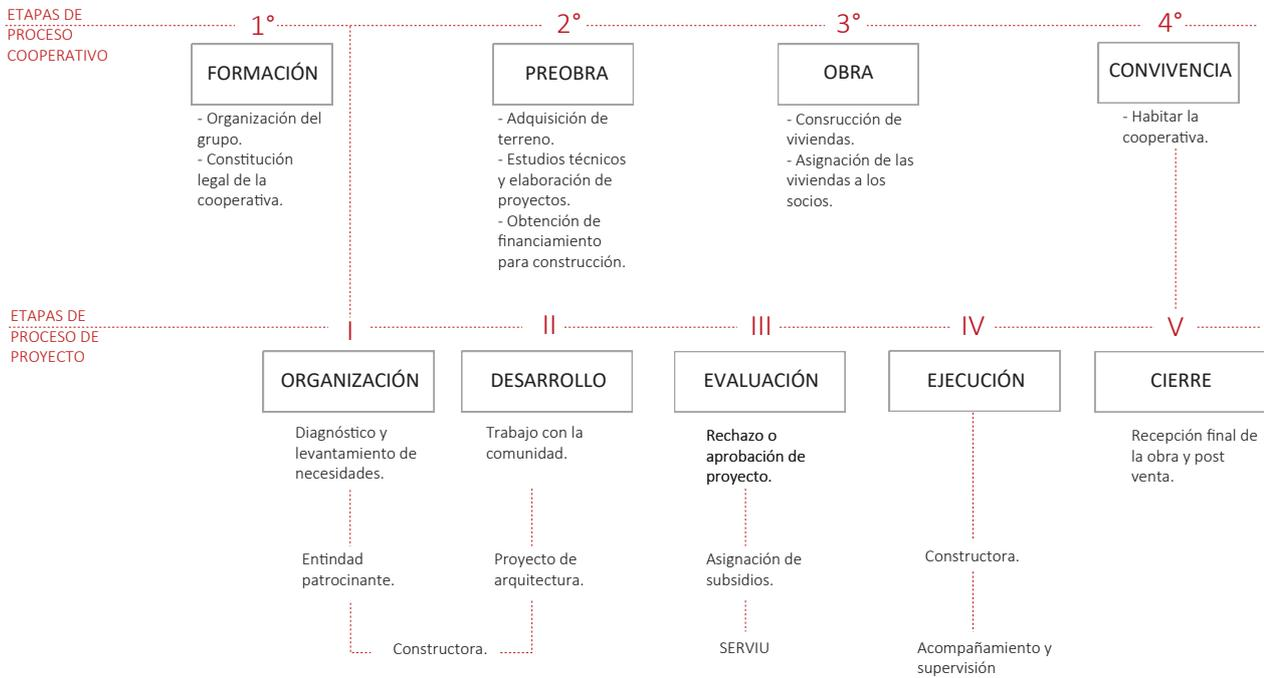 ETAPAS DE
PROCESO
COOPERATIVO
1°
FORMACIÓN
- Organización del
grupo.
- Constitución
legal de la
cooperativa.
2°
PREOBRA
- Adquisición de
terreno.
- Estudios técnicos
y elaboración de
proyectos.
- Obtención de
financiamiento
para construcción.
3°
OBRA
- Consrucción de
viviendas.
- Asignación de las
viviendas a los
socios.
4°
CONVIVENCIA
- Habitar la
cooperativa.
ETAPAS DE
PROCESO DE
PROYECTO
I
ORGANIZACIÓN
Diagnóstico y
levantamiento de
necesidades.
Entindad
patrocinante.
II
DESARROLLO
Trabajo con la
comunidad.
Proyecto de
arquitectura.
Constructora.
III
EVALUACIÓN
Rechazo o
aprobación de
proyecto.
Asignación de
subsidios.
SERVIU
IV
EJECUCIÓN
Constructora.
Acompañamiento y
supervisión
V
CIERRE
Recepción final de
la obra y post
venta.